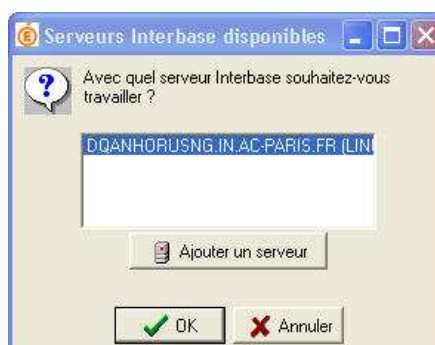 Serveurs Interbase disponibles
Avec quel serveur Interbase souhaitez-vous
travailler ?
DQANHORUSNG.IN.AC-PARIS.FR (LIN
Ajouter un serveur
OK
Annuler